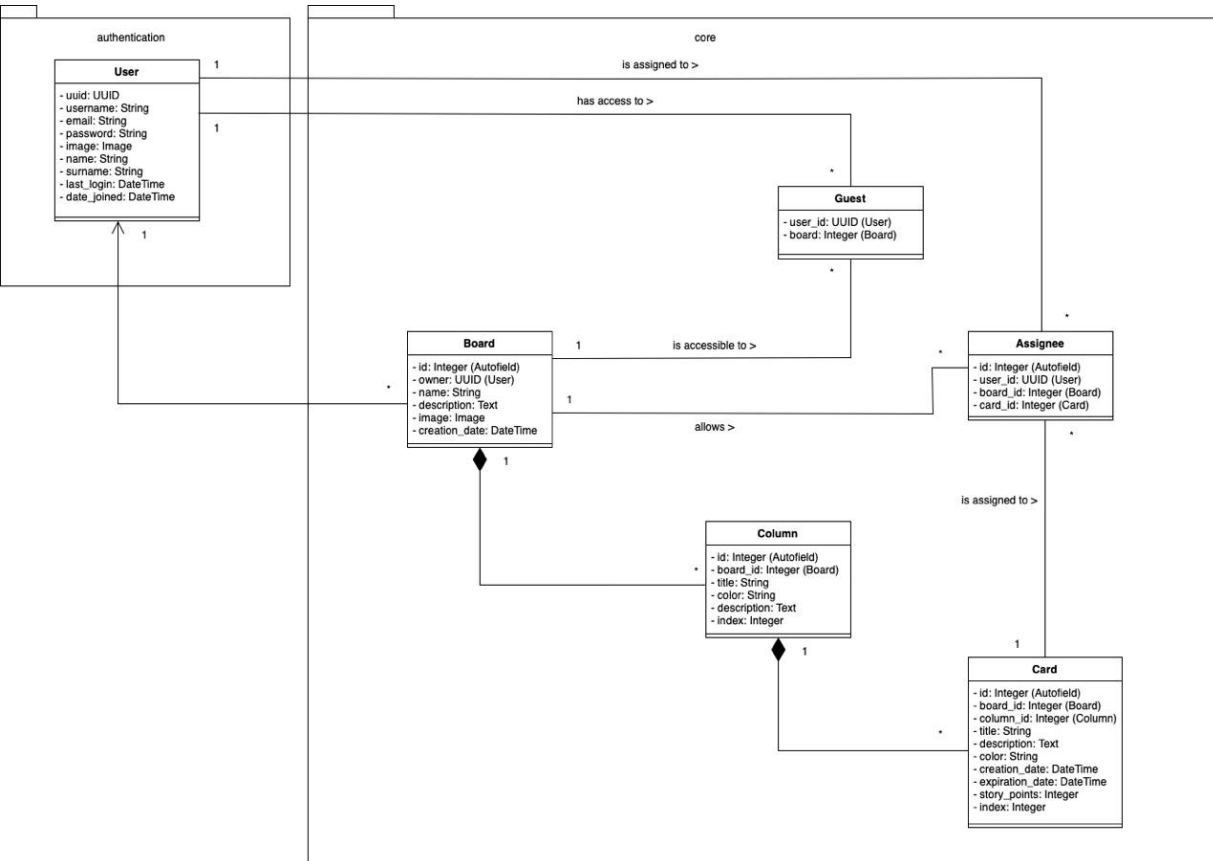 authentication
core
User
- uuid: UUID
- username: String
- email: String
- password: String
- image: Image
- name: String
- surname: String
- last_login: DateTime
- date_joined: DateTime
1
is assigned to >
has access to >
1
*
Guest
- user_id: UUID (User)
- board: Integer (Board)
*
1
Board
- id: Integer (Autofield)
- owner: UUID (User)
- name: String
- description: Text
- image: Image
- creation_date: DateTime
*
1
is accessible to >
*
*
1
allows >
Assignee
- id: Integer (Autofield)
- user_id: UUID (User)
- board_id: Integer (Board)
- card_id: Integer (Card)
*
1
is assigned to >
Column
- id: Integer (Autofield)
- board_id: Integer (Board)
- title: String
- color: String
- description: Text
- index: Integer
*
1
1
Card
- id: Integer (Autofield)
- board_id: Integer (Board)
- column_id: Integer (Column)
- title: String
- description: Text
- color: String
- creation_date: DateTime
- expiration_date: DateTime
- story_points: Integer
- index: Integer
*